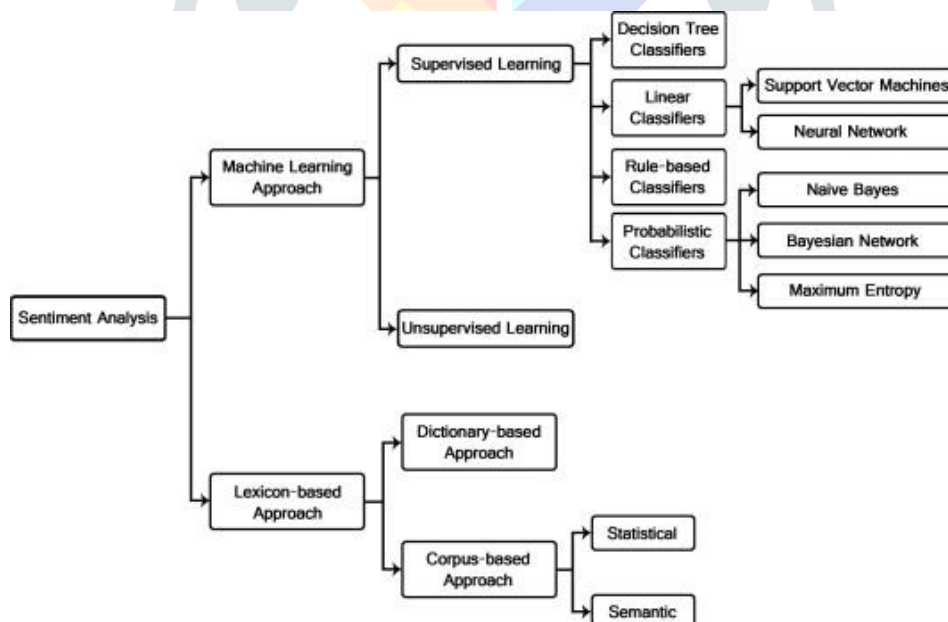 Decision Tree
Classifiers
Supervised Learning
Linear
Classifiers
Support Vector Machines
Neural Network
Machine Learning
Approach
Rule-based
Classifiers
Naive Bayes
Probabilistic
Classifiers
Bayesian Network
Maximum Entropy
Sentiment Analysis
Unsupervised Learning
Dictionary-based
Approach
Lexicon-based
Approach
Statistical
Corpus-based
Approach
Semantic